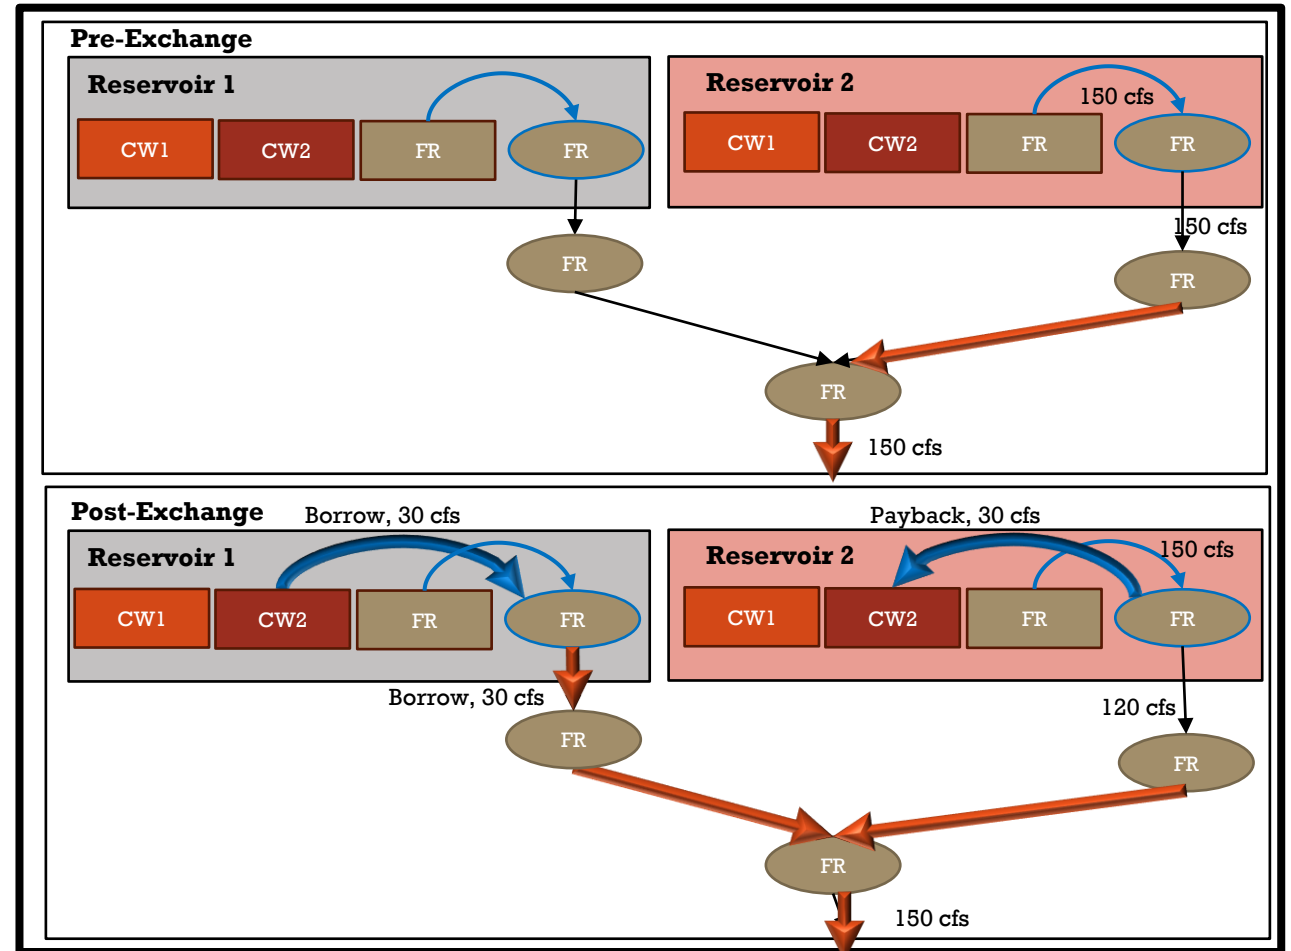 Pre-Exchange
Reservoir 1
Reservoir 2
150 cfs
CW1
CW2
FR
FR
CW1
CW2
FR
FR
150 cfs
FR
FR
FR
150 cfs
Post-Exchange
Borrow, 30 cfs
Payback, 30 cfs
Reservoir 1
Reservoir 2
150 cfs
CW1
CW2
FR
FR
CW1
CW2
FR
FR
Borrow, 30 cfs
120 cfs
FR
FR
FR
150 cfs